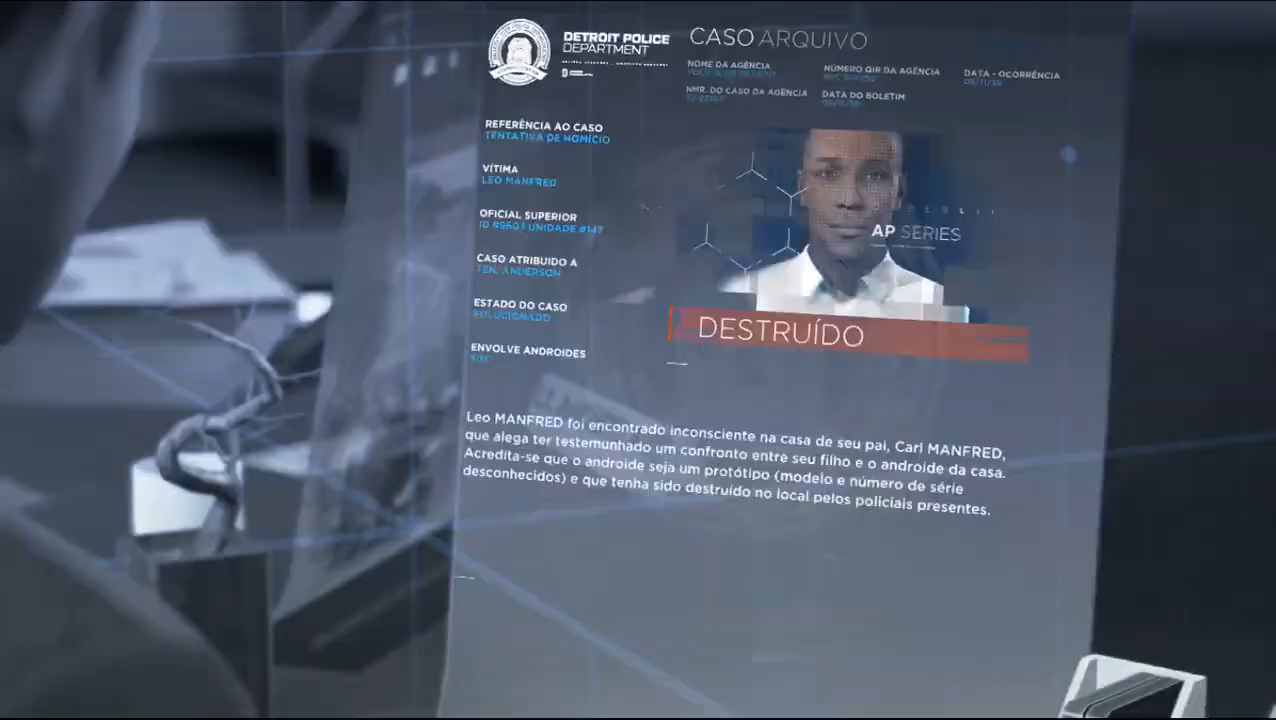 DETROIT POLICE
DEPARTMENT
CASO ARQUIVO
NOME DA AGÊNCIA
NÚMERO QIR DA AGÊNCIA
DATA - OCORRÊNCIA
NMR. DO CASO DA AGÊNCIA
DATA DO BOLETIM
REFERÊNCIA AO CASO
TENTATIVA DE HOMÍCIO
VÍTIMA
LEO MANFRED
OFICIAL SUPERIOR
CASO ATRIBUIDO A
TEN. ANDERSON
ESTADO DO CASO
SOLUCIONADO
ENVOLVE ANDROIDES
AP SERIES
DESTRUÍDO
Leo MANFRED foi encontrado inconsciente na casa de seu pai, Carl MANFRED,
que alega ter testemunhado um confronto entre seu filho e o androide da casa.
Acredita-se que o androide seja um protótipo (modelo e número de série
desconhecidos) e que tenha sido destruído no local pelos policiais presentes.